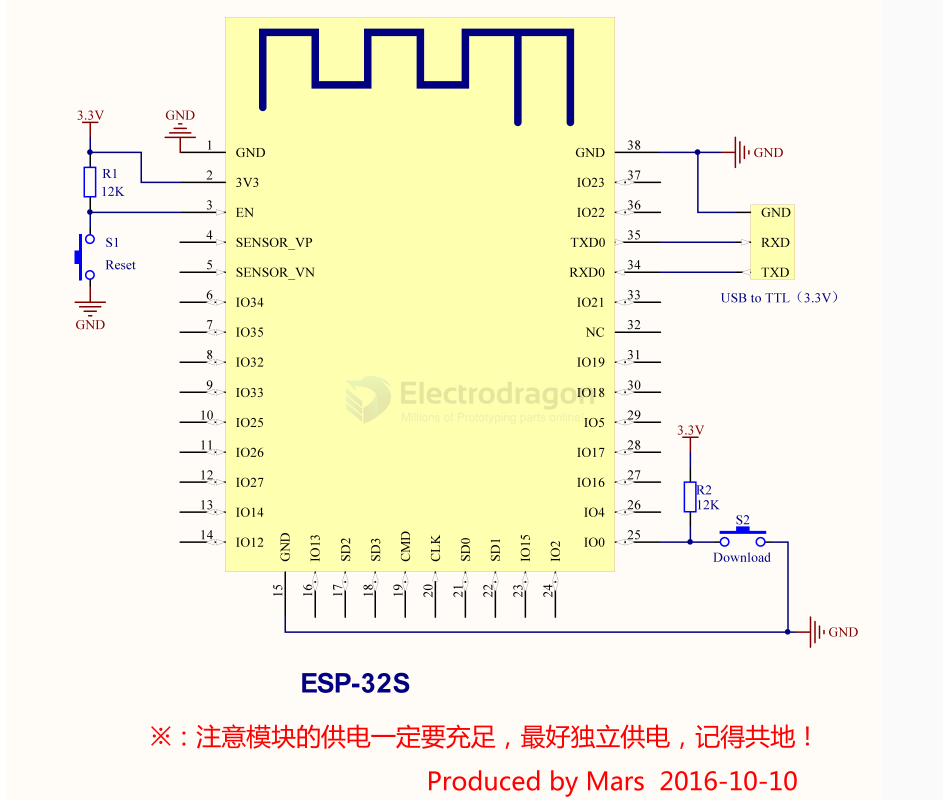 3.3V
GND
R1
12K
S1
Reset
GND
1 GND
2 3V3
3 EN
4 SENSOR_VP
5 SENSOR_VN
6 IO34
7 IO35
8 IO32
9 IO33
10 IO25
11 IO26
12 IO27
13 IO14
14 IO12
GND 38
IO23 37
IO22 36
TXD0 35
RXD0 34
IO21 33
NC 32
IO19 31
IO18 30
IO5 29
IO17 28
IO16 27
IO4 26
IO0 25
GND
GND
RXD
TXD
USB to TTL（3.3V）
Electrodragon
Millions of Prototyping parts online!
3.3V
R2
12K
S2
Download
GND IO13 SD2 SD3 CMD CLK SD0 SD1 IO15 IO2
15 16 17 18 19 20 21 22 23 24
GND
ESP-32S
※：注意模块的供电一定要充足，最好独立供电，记得共地！
Produced by Mars 2016-10-10